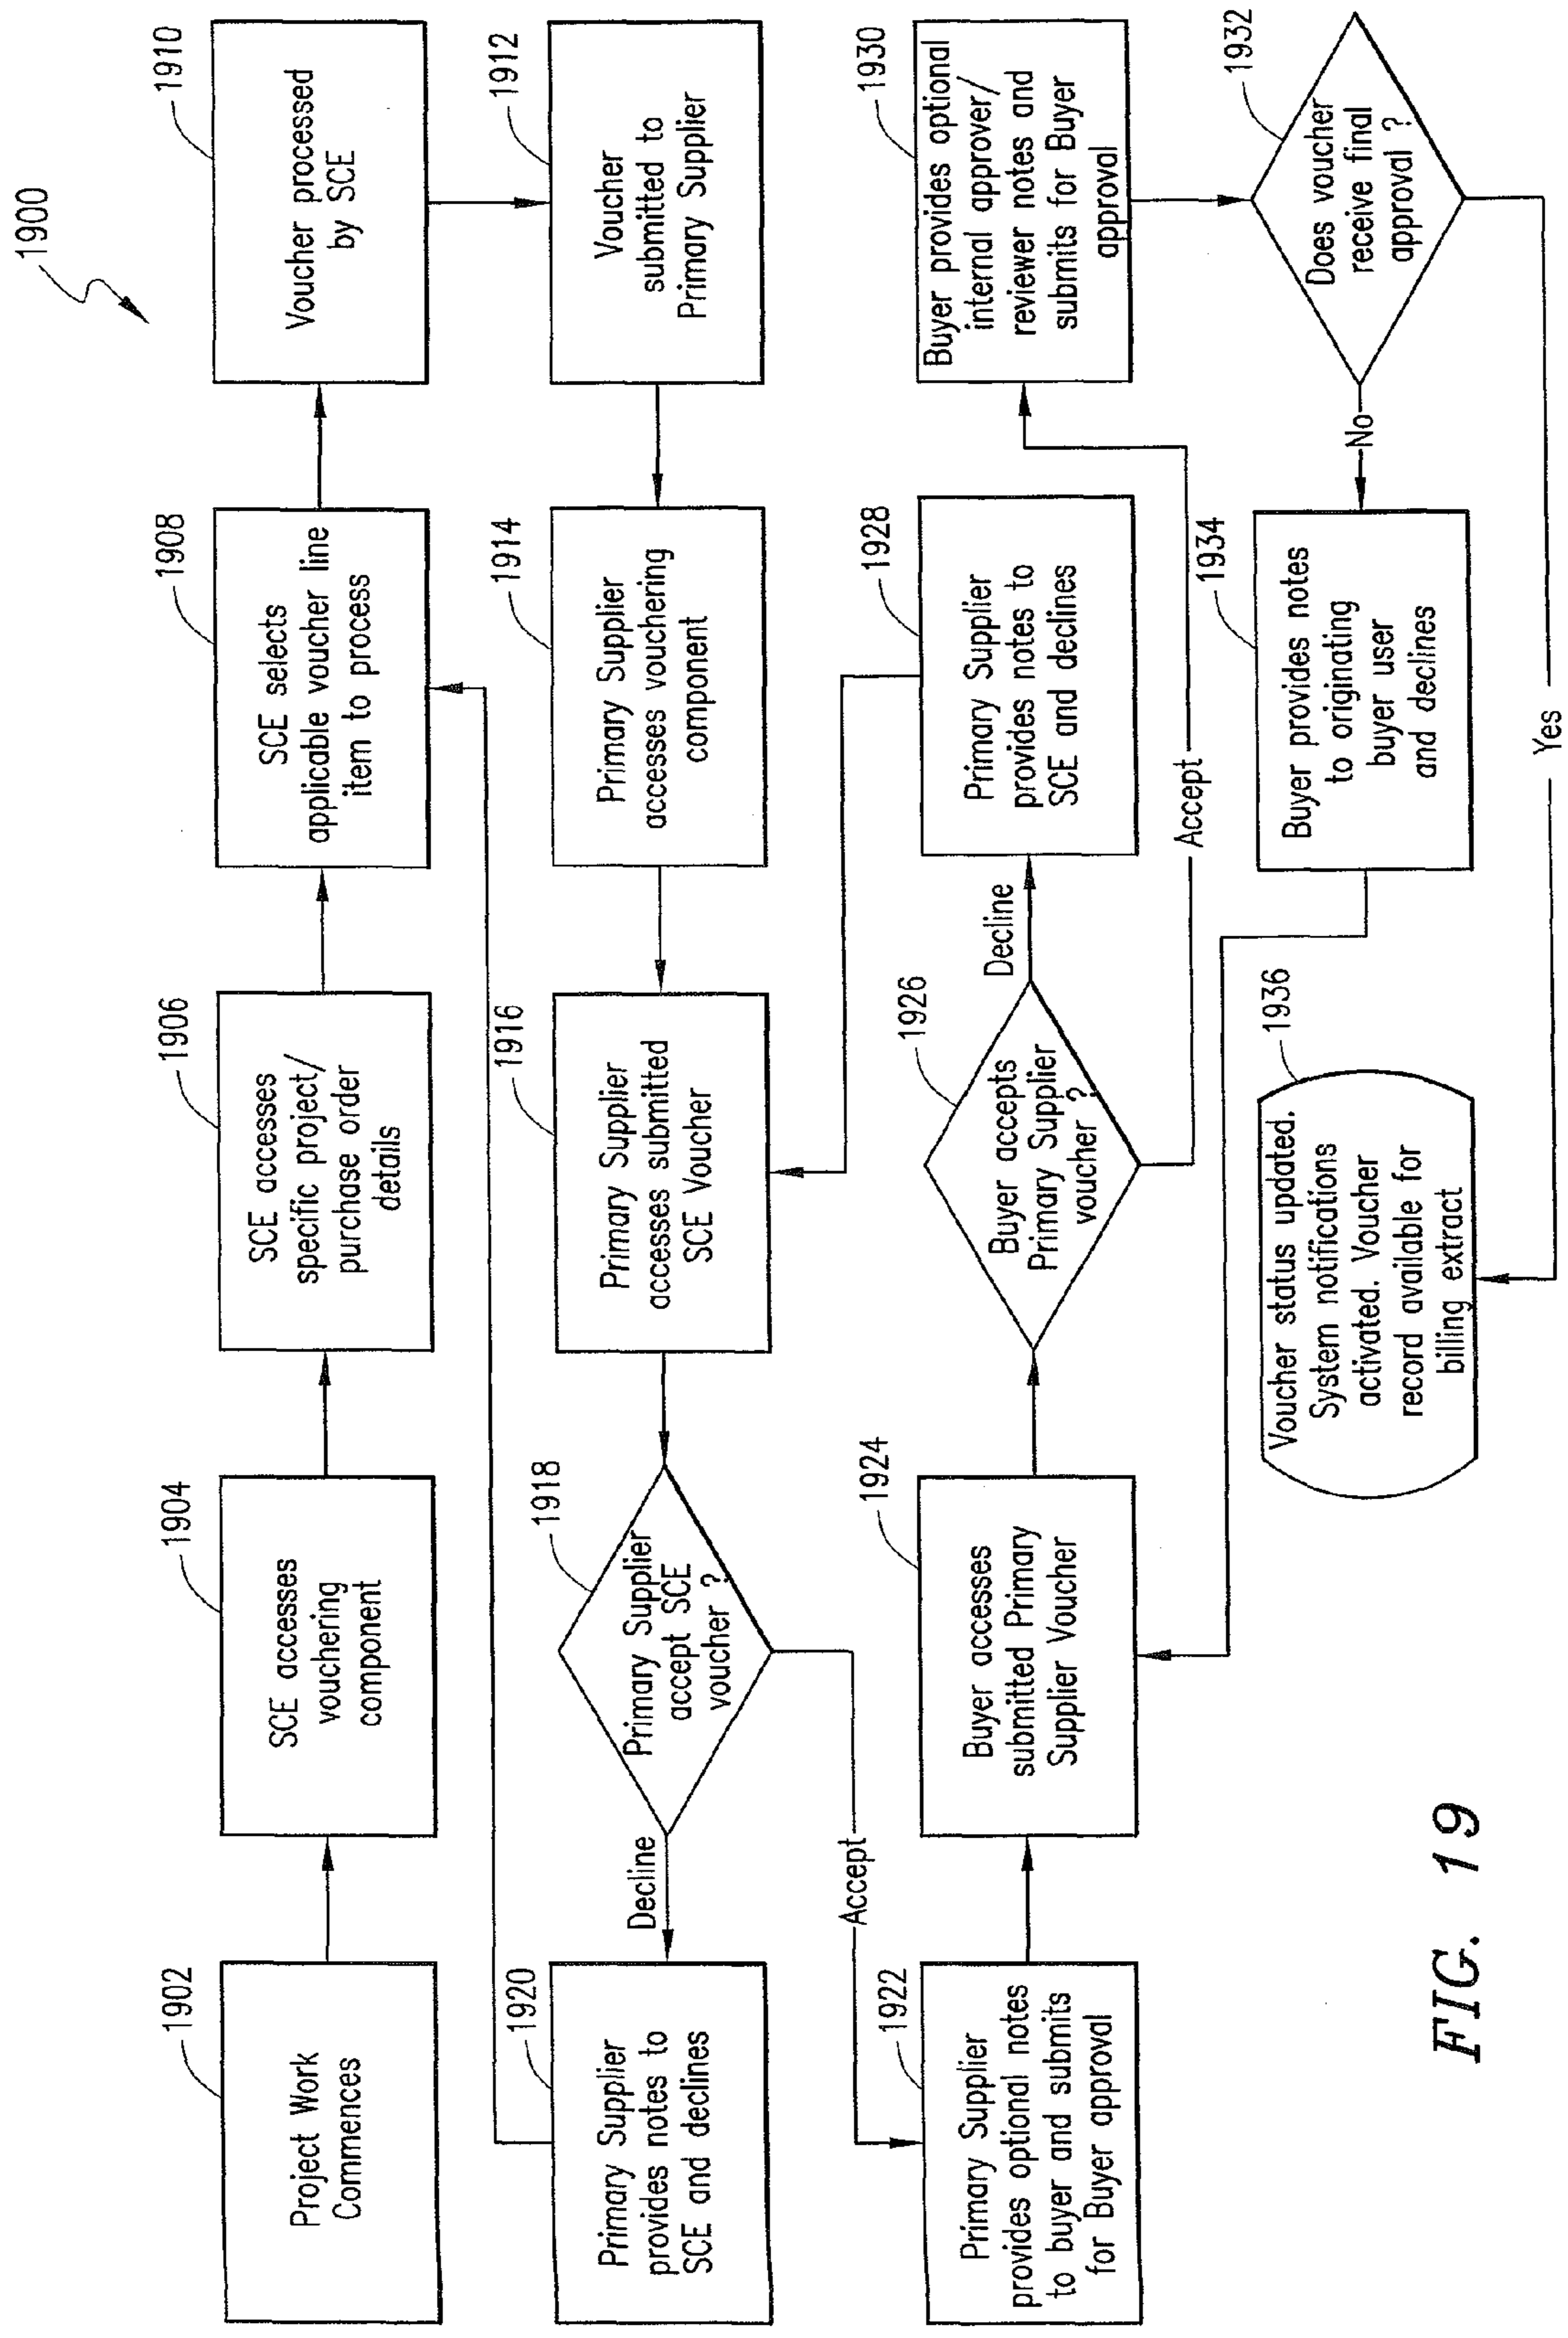 1900
1902
Project Work
Commences
1904
SCE accesses
vouchering
component
1906
SCE accesses
specific project/
purchase order
details
1908
SCE selects
applicable voucher line
item to process
1910
Voucher processed
by SCE
1912
Voucher
submitted to
Primary Supplier
1914
Primary Supplier
accesses vouchering
component
1916
Primary Supplier
accesses submitted
SCE Voucher
1918
Primary Supplier
accept SCE
voucher ?
Decline
1920
Primary Supplier
provides notes to
SCE and declines
Accept
1922
Primary Supplier
provides optional notes
to buyer and submits
for Buyer approval
1924
Buyer accesses
submitted Primary
Supplier Voucher
1926
Buyer accepts
Primary Supplier
voucher ?
Decline
1928
Primary Supplier
provides notes to
SCE and declines
Accept
1930
Buyer provides optional
internal approver/
reviewer notes and
submits for Buyer
approval
1932
Does voucher
receive final
approval ?
No
1934
Buyer provides notes
to originating
buyer user
and declines
Yes
1936
Voucher status updated.
System notifications
activated. Voucher
record available for
billing extract
FIG. 19